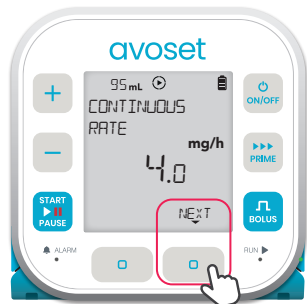 avoset
95 mL
CONTINUOUS
RATE
mg/h
4.0
NEXT
ON/OFF
PRIME
START
PAUSE
BOLUS
ALARM
RUN